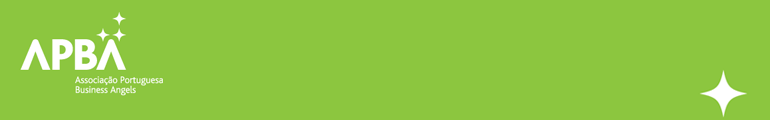 APBA
Associação Portuguesa
Business Angels